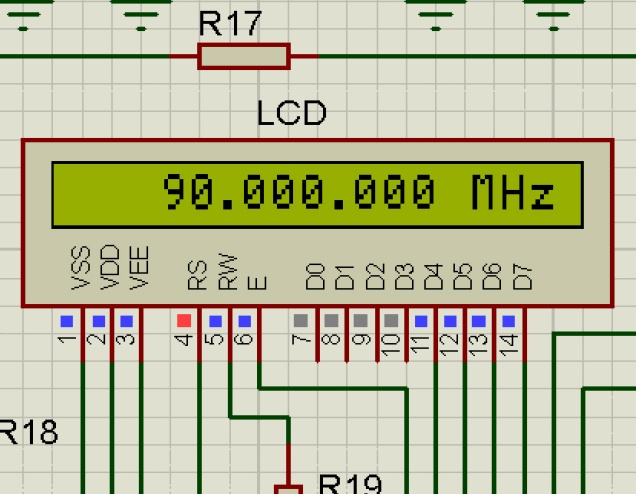 R17
LCD
90.000.000 MHz
VSS VDD VEE RS RW E D0 D1 D2 D3 D4 D5 D6 D7
1 2 3 4 5 6 7 8 9 10 11 12 13 14
R18
R19